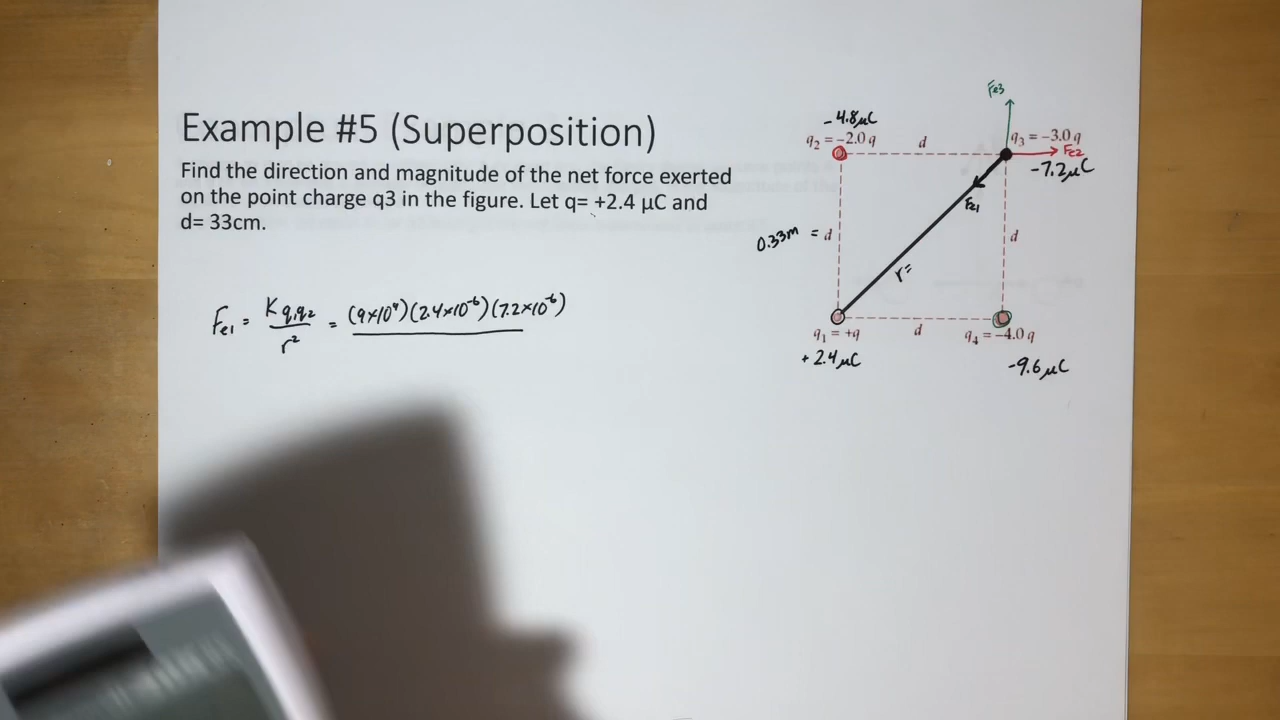 Example #5 (Superposition)
Find the direction and magnitude of the net force exerted
on the point charge q3 in the figure. Let q= +2.4 µC and
d= 33cm.
Fe1 = Kq1q2/r² = (9×10⁹)(2.4×10⁻⁶)(7.2×10⁻⁶)
Fe3
-4.8µC
q₂ = −2.0 q
d
q₃ = −3.0 q
Fe2
-7.2µC
Fe1
0.33m = d
d
r=
q₁ = +q
d
q₄ = −4.0 q
+2.4µC
-9.6µC